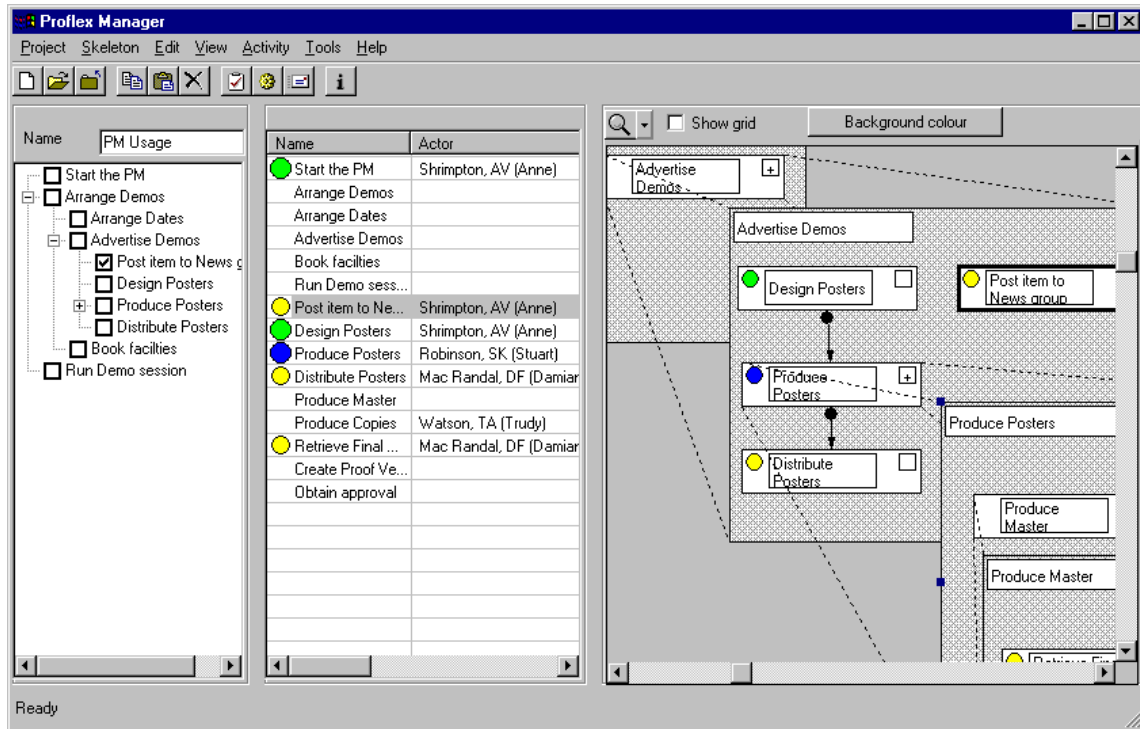 Proflex Manager
Project Skeleton Edit View Activity Tools Help
Name PM Usage
Start the PM
Arrange Demos
Arrange Dates
Advertise Demos
Post item to News g
Design Posters
Produce Posters
Distribute Posters
Book facilties
Run Demo session
Name Actor
Start the PM Shrimpton, AV (Anne)
Arrange Demos
Arrange Dates
Advertise Demos
Book facilties
Run Demo sess...
Post item to Ne... Shrimpton, AV (Anne)
Design Posters Shrimpton, AV (Anne)
Produce Posters Robinson, SK (Stuart)
Distribute Posters Mac Randal, DF (Damian
Produce Master
Produce Copies Watson, TA (Trudy)
Retrieve Final ... Mac Randal, DF (Damian
Create Proof Ve...
Obtain approval
Show grid Background colour
Advertise
Demos
Advertise Demos
Design Posters
Post item to
News group
Produce
Posters
Produce Posters
Distribute
Posters
Produce
Master
Produce Master
Retrieve Fin
Ready